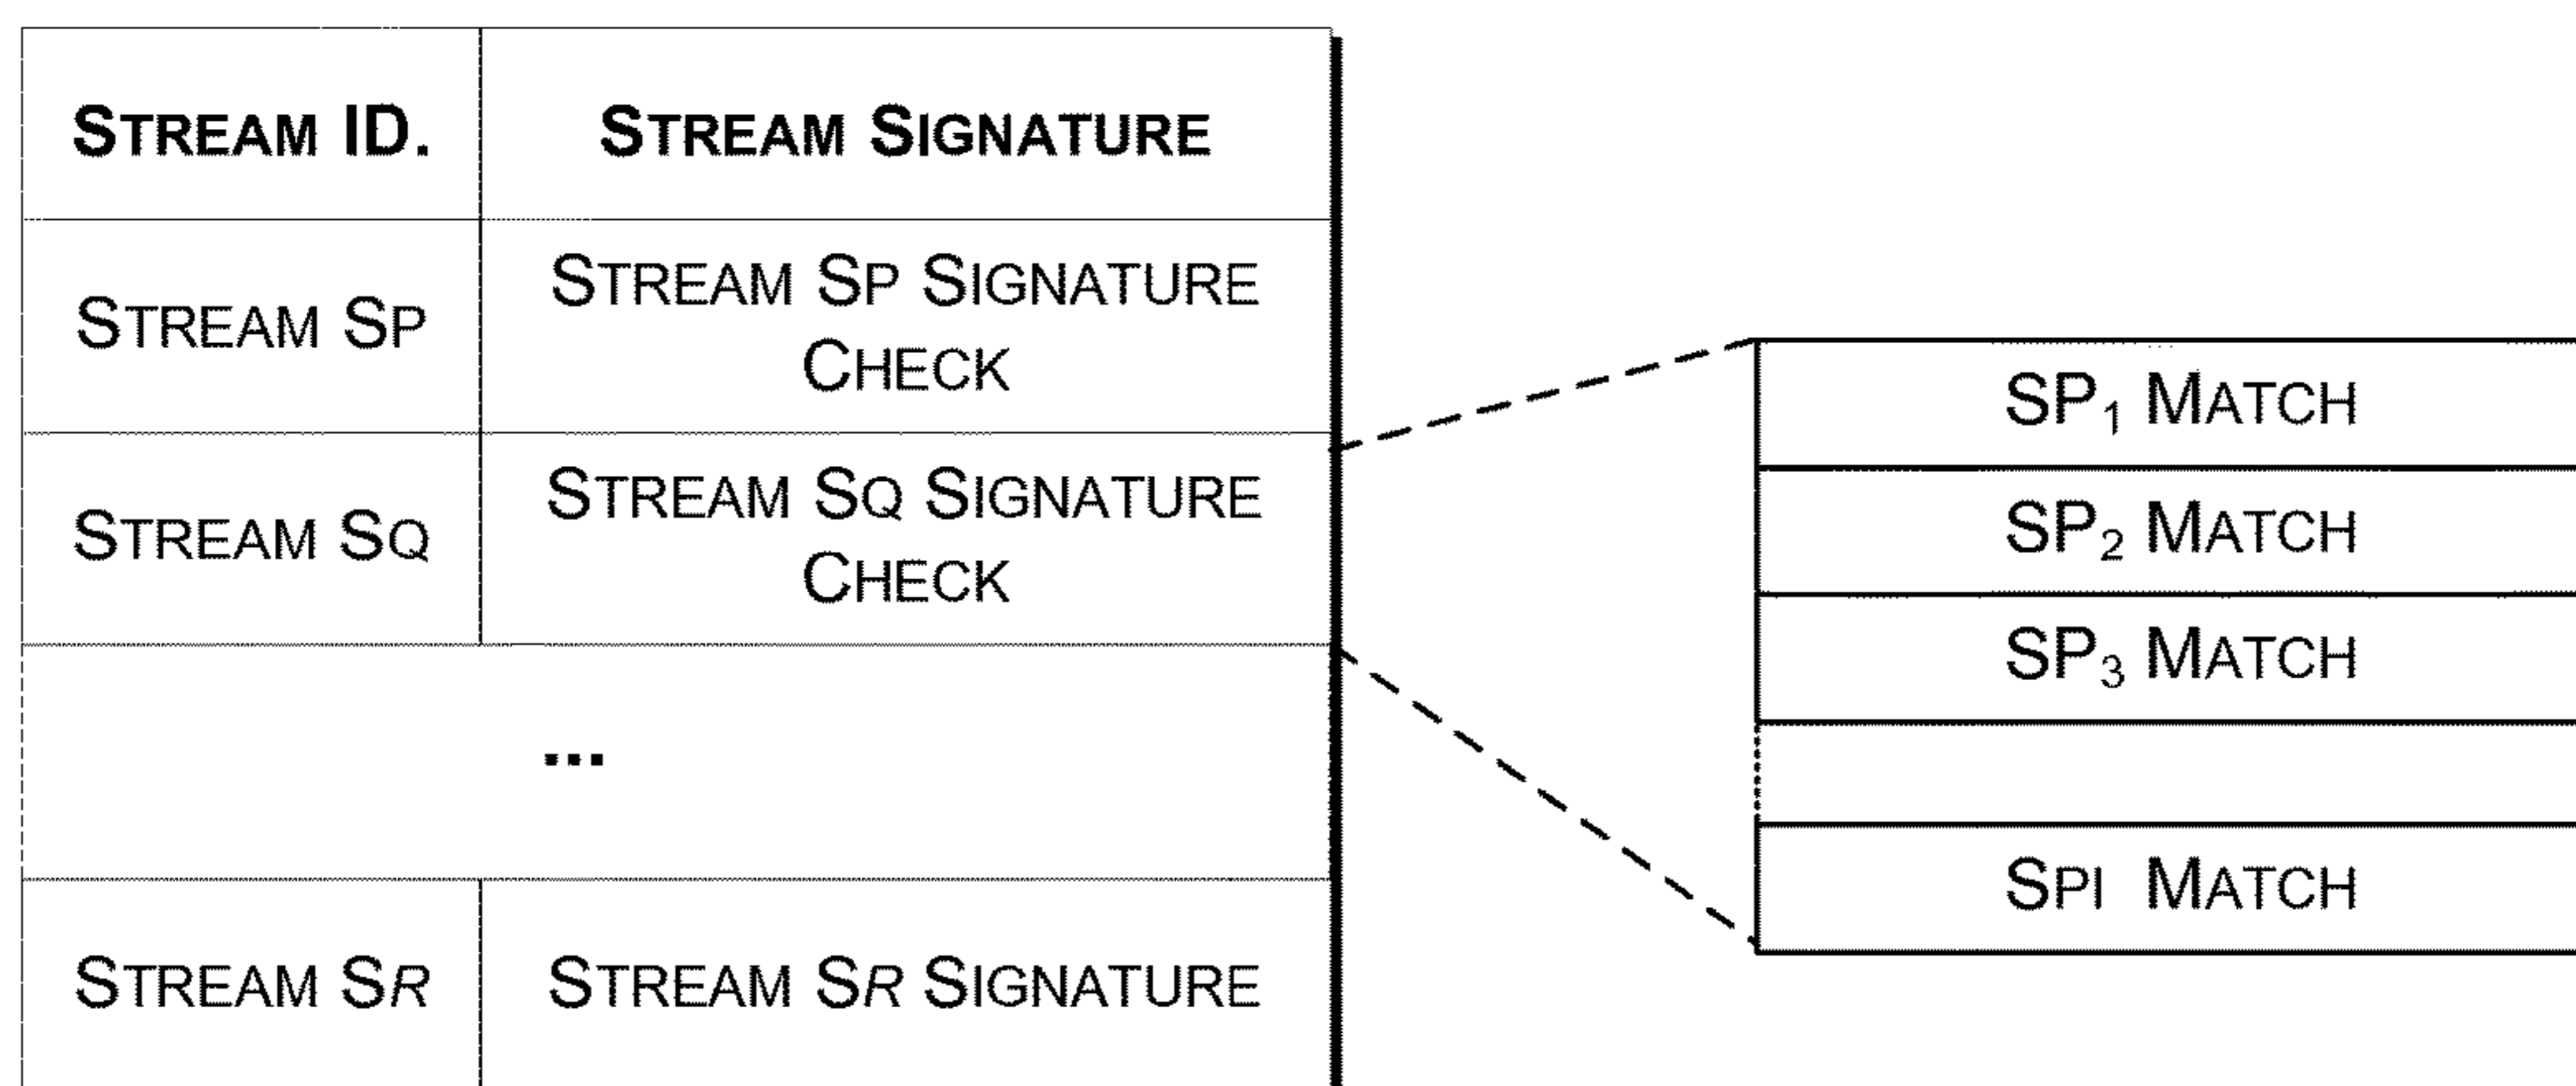 STREAM ID.
STREAM SIGNATURE
STREAM SP
STREAM SP SIGNATURE
CHECK
STREAM SQ
STREAM SQ SIGNATURE
CHECK
...
STREAM SR
STREAM SR SIGNATURE
SP₁ MATCH
SP₂ MATCH
SP₃ MATCH
SPI MATCH